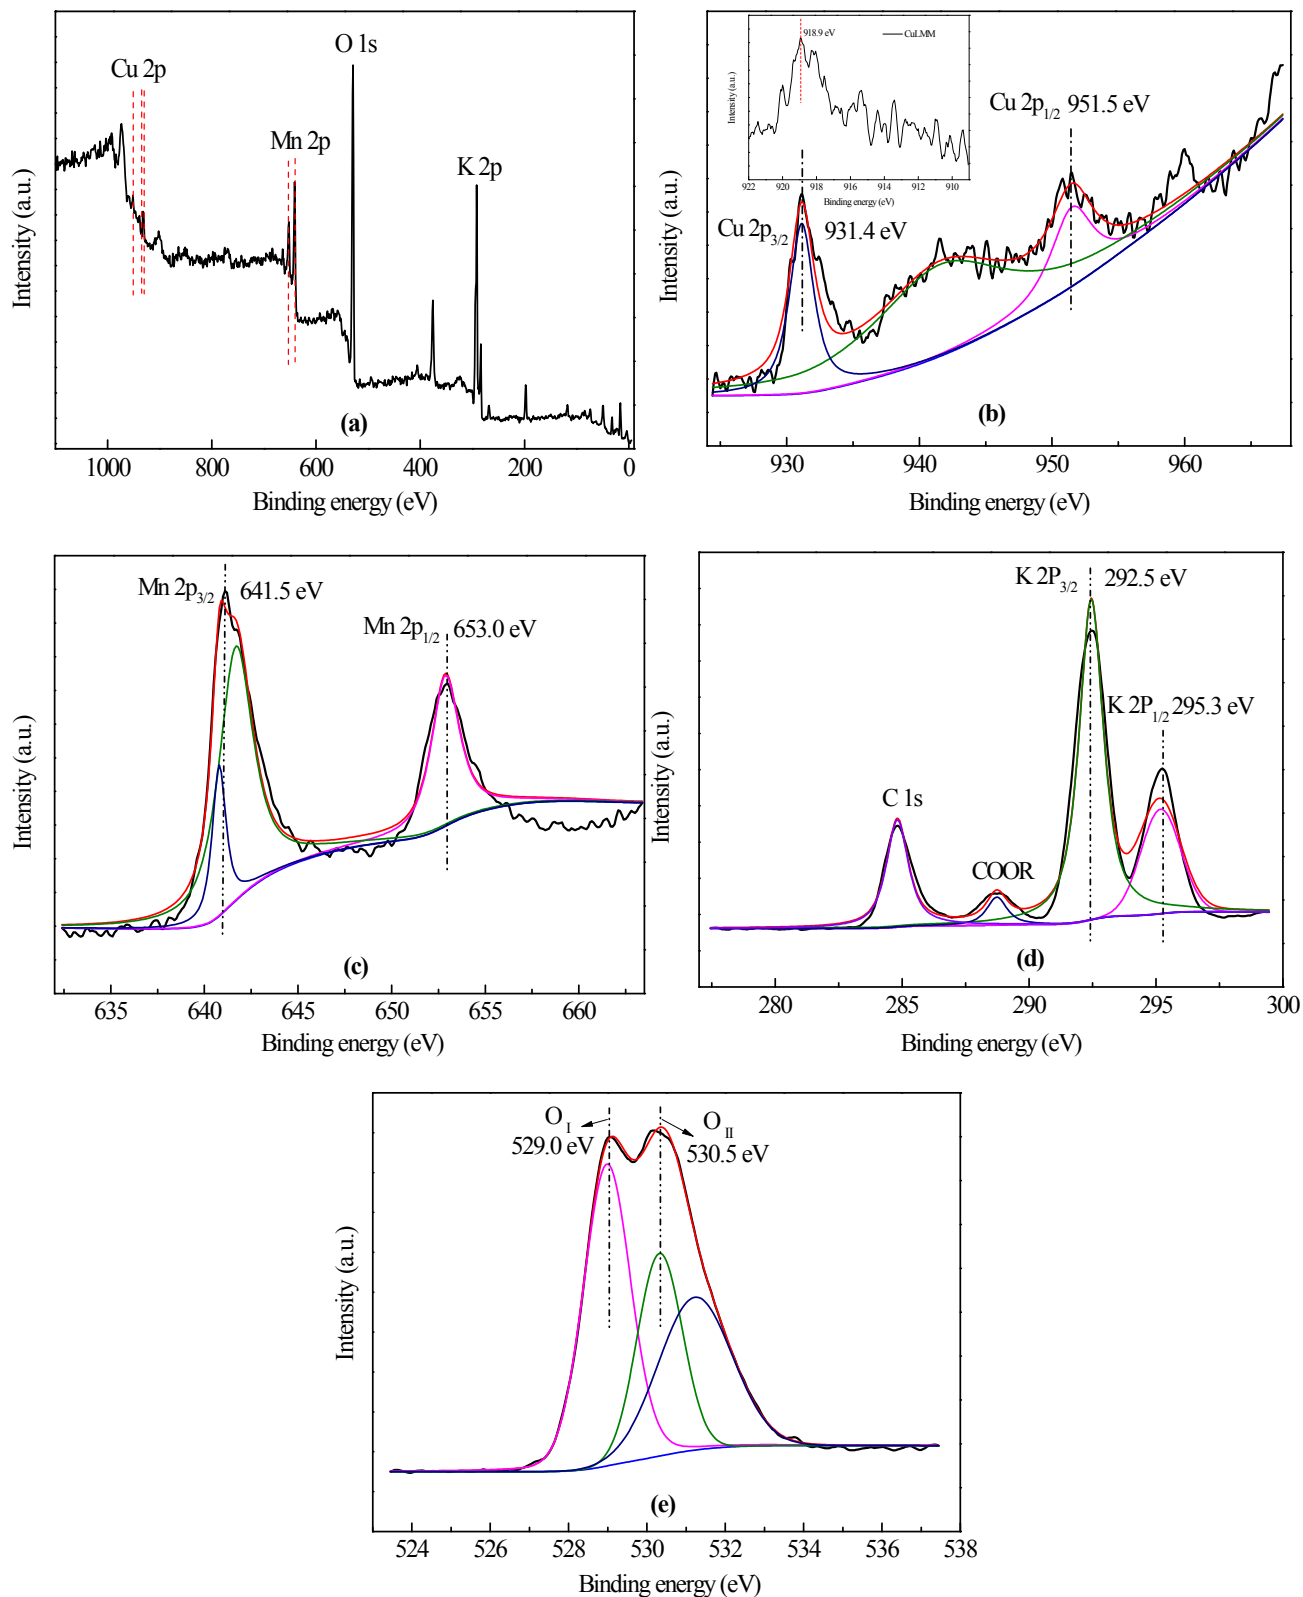 O 1s
Cu 2p
Mn 2p
K 2p
Intensity (a.u.)
(a)
1000 800 600 400 200 0
Binding energy (eV)
918.9 eV
CuLMM
Intensity (a.u.)
922 920 918 916 914 912 910
Binding energy (eV)
Cu 2p1/2 951.5 eV
Cu 2p3/2 931.4 eV
Intensity (a.u.)
(b)
930 940 950 960
Binding energy (eV)
Mn 2p3/2 641.5 eV
Mn 2p1/2 653.0 eV
Intensity (a.u.)
(c)
635 640 645 650 655 660
Binding energy (eV)
K 2P3/2 292.5 eV
K 2P1/2 295.3 eV
C 1s
COOR
Intensity (a.u.)
(d)
280 285 290 295 300
Binding energy (eV)
O I
529.0 eV
O II
530.5 eV
Intensity (a.u.)
(e)
524 526 528 530 532 534 536 538
Binding energy (eV)